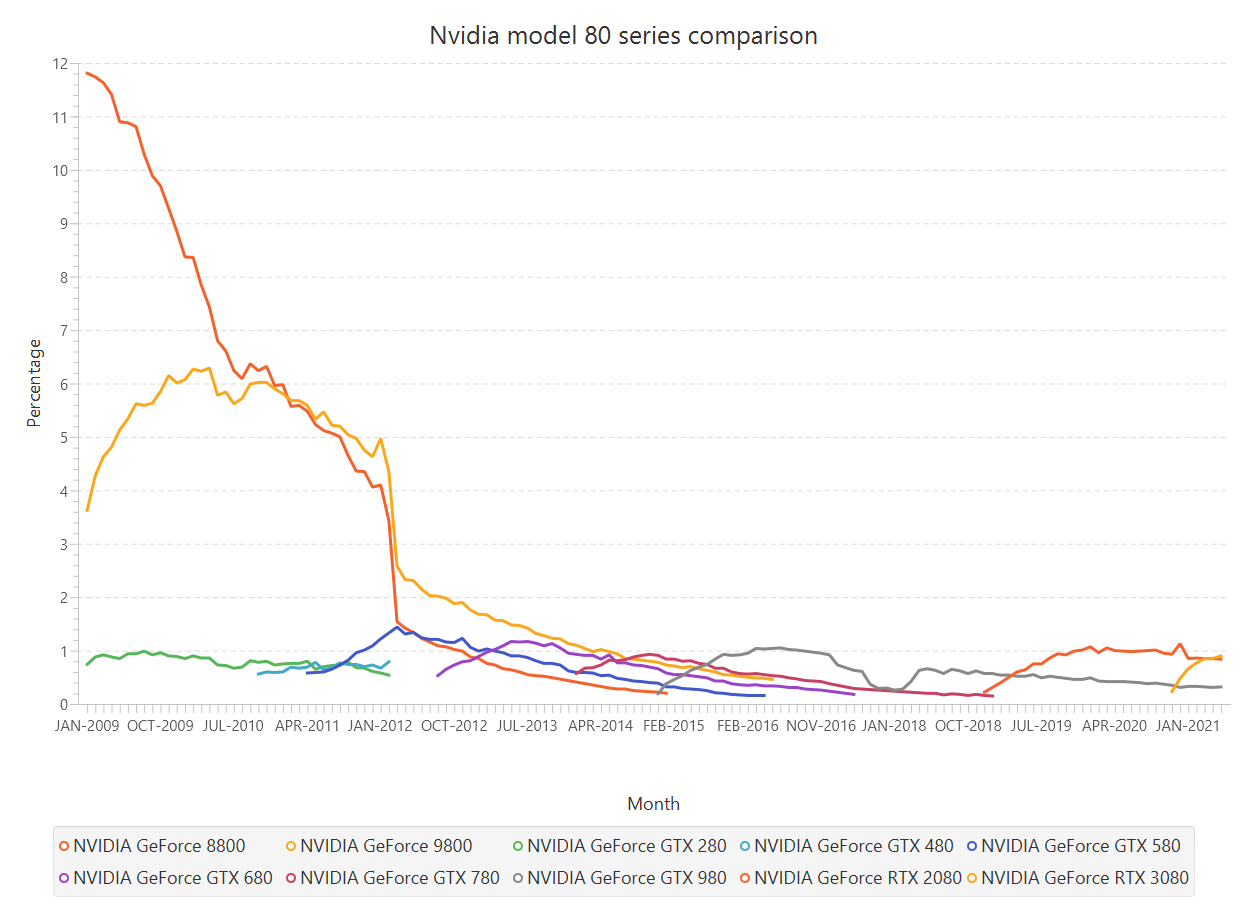 Nvidia model 80 series comparison
12
11
10
9
8
7
6
5
4
3
2
1
0
Percentage
JAN-2009 OCT-2009 JUL-2010 APR-2011 JAN-2012 OCT-2012 JUL-2013 APR-2014 FEB-2015 FEB-2016 NOV-2016 JAN-2018 OCT-2018 JUL-2019 APR-2020 JAN-2021
Month
NVIDIA GeForce 8800 NVIDIA GeForce 9800 NVIDIA GeForce GTX 280 NVIDIA GeForce GTX 480 NVIDIA GeForce GTX 580
NVIDIA GeForce GTX 680 NVIDIA GeForce GTX 780 NVIDIA GeForce GTX 980 NVIDIA GeForce RTX 2080 NVIDIA GeForce RTX 3080